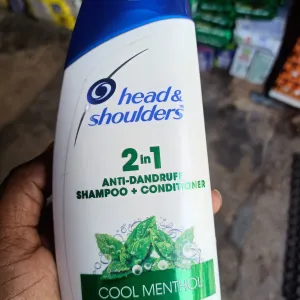 head&
shoulders
2in1
ANTI-DANDRUFF
SHAMPOO + CONDITIONER
COOL MENTHOL